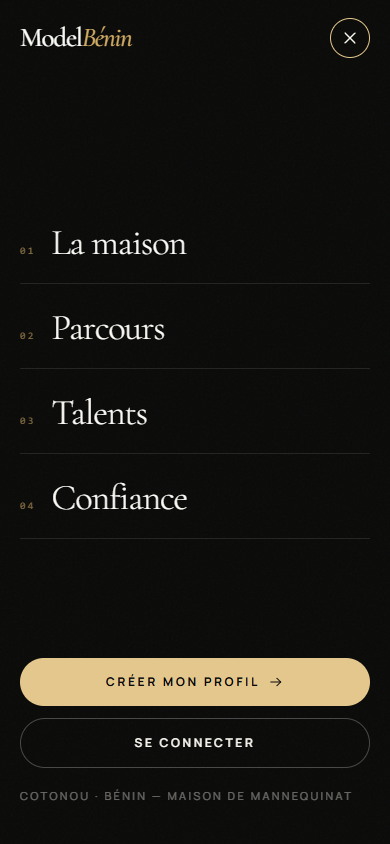 ModelBénin
01 La maison
02 Parcours
03 Talents
04 Confiance
CRÉER MON PROFIL →
SE CONNECTER
COTONOU · BÉNIN — MAISON DE MANNEQUINAT